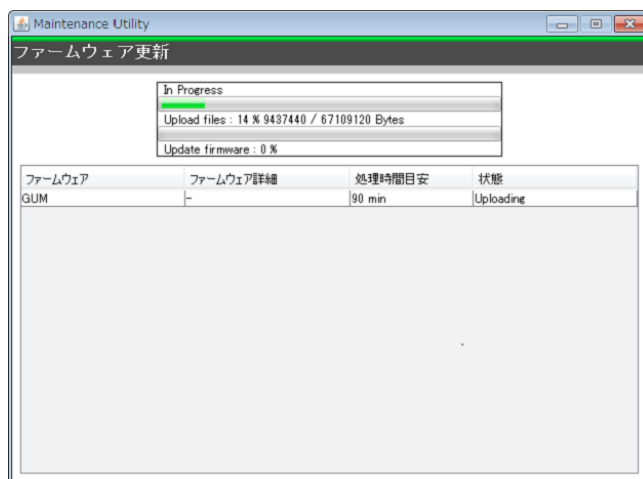 Maintenance Utility
ファームウェア更新
In Progress
Upload files : 14 % 9437440 / 67109120 Bytes
Update firmware : 0 %
ファームウェア ファームウェア詳細 処理時間目安 状態
GUM - 90 min Uploading